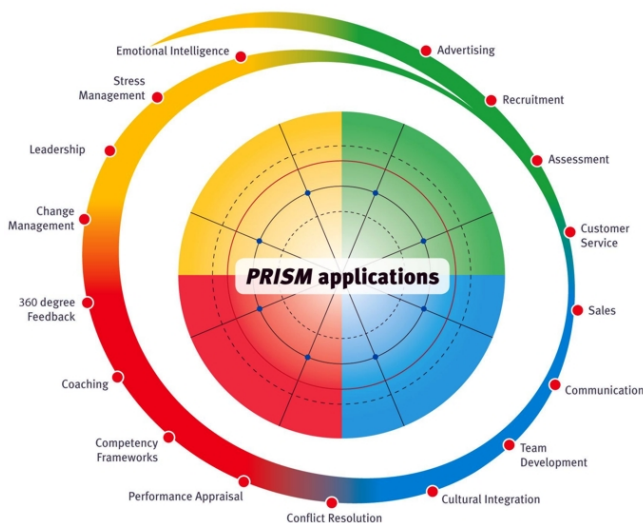 Emotional Intelligence
Advertising
Stress
Management
Recruitment
Leadership
Assessment
Change
Management
Customer
Service
PRISM applications
360 degree
Feedback
Sales
Coaching
Communication
Competency
Frameworks
Team
Development
Performance Appraisal
Cultural Integration
Conflict Resolution